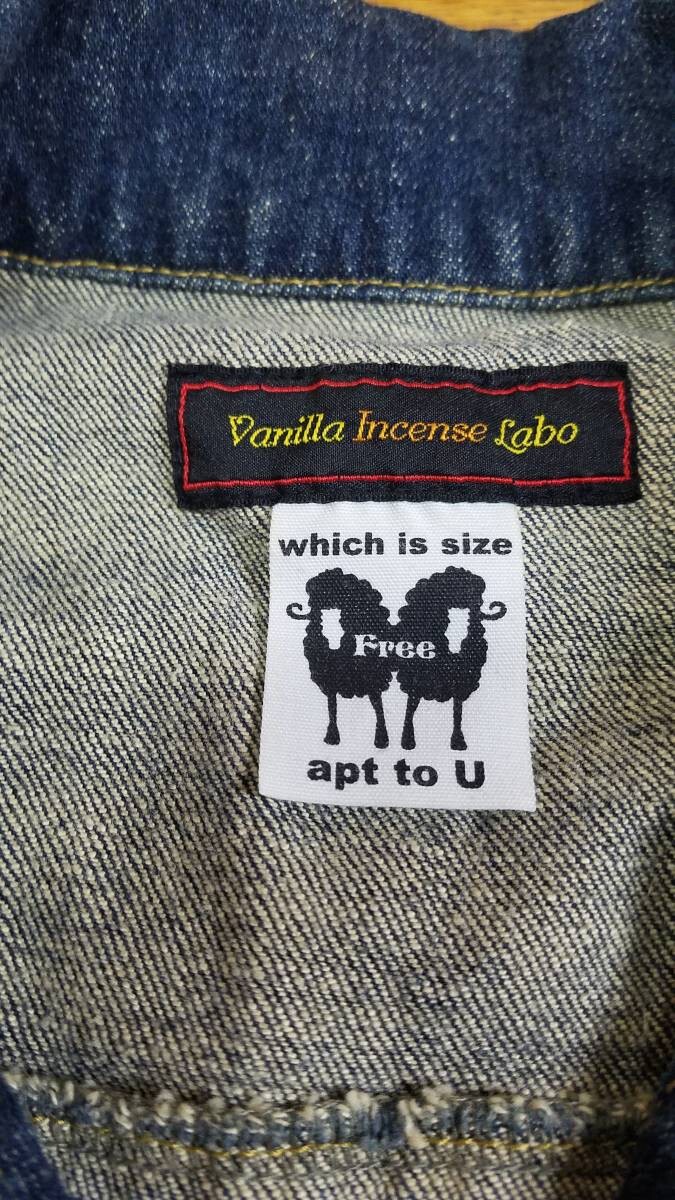 Vanilla Incense Labo
which is size
Free
apt to U